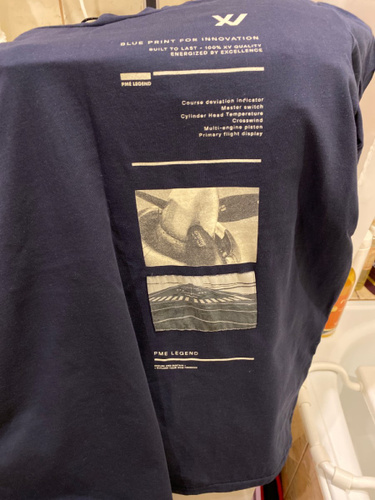 XV
BLUE PRINT FOR INNOVATION
BUILT TO LAST - 100% XV QUALITY
ENERGIZED BY EXCELLENCE
PME LEGEND
Course deviation indicator
Master switch
Cylinder Head Temperature
Crosswind
Multi-engine piston
Primary flight display
PME LEGEND